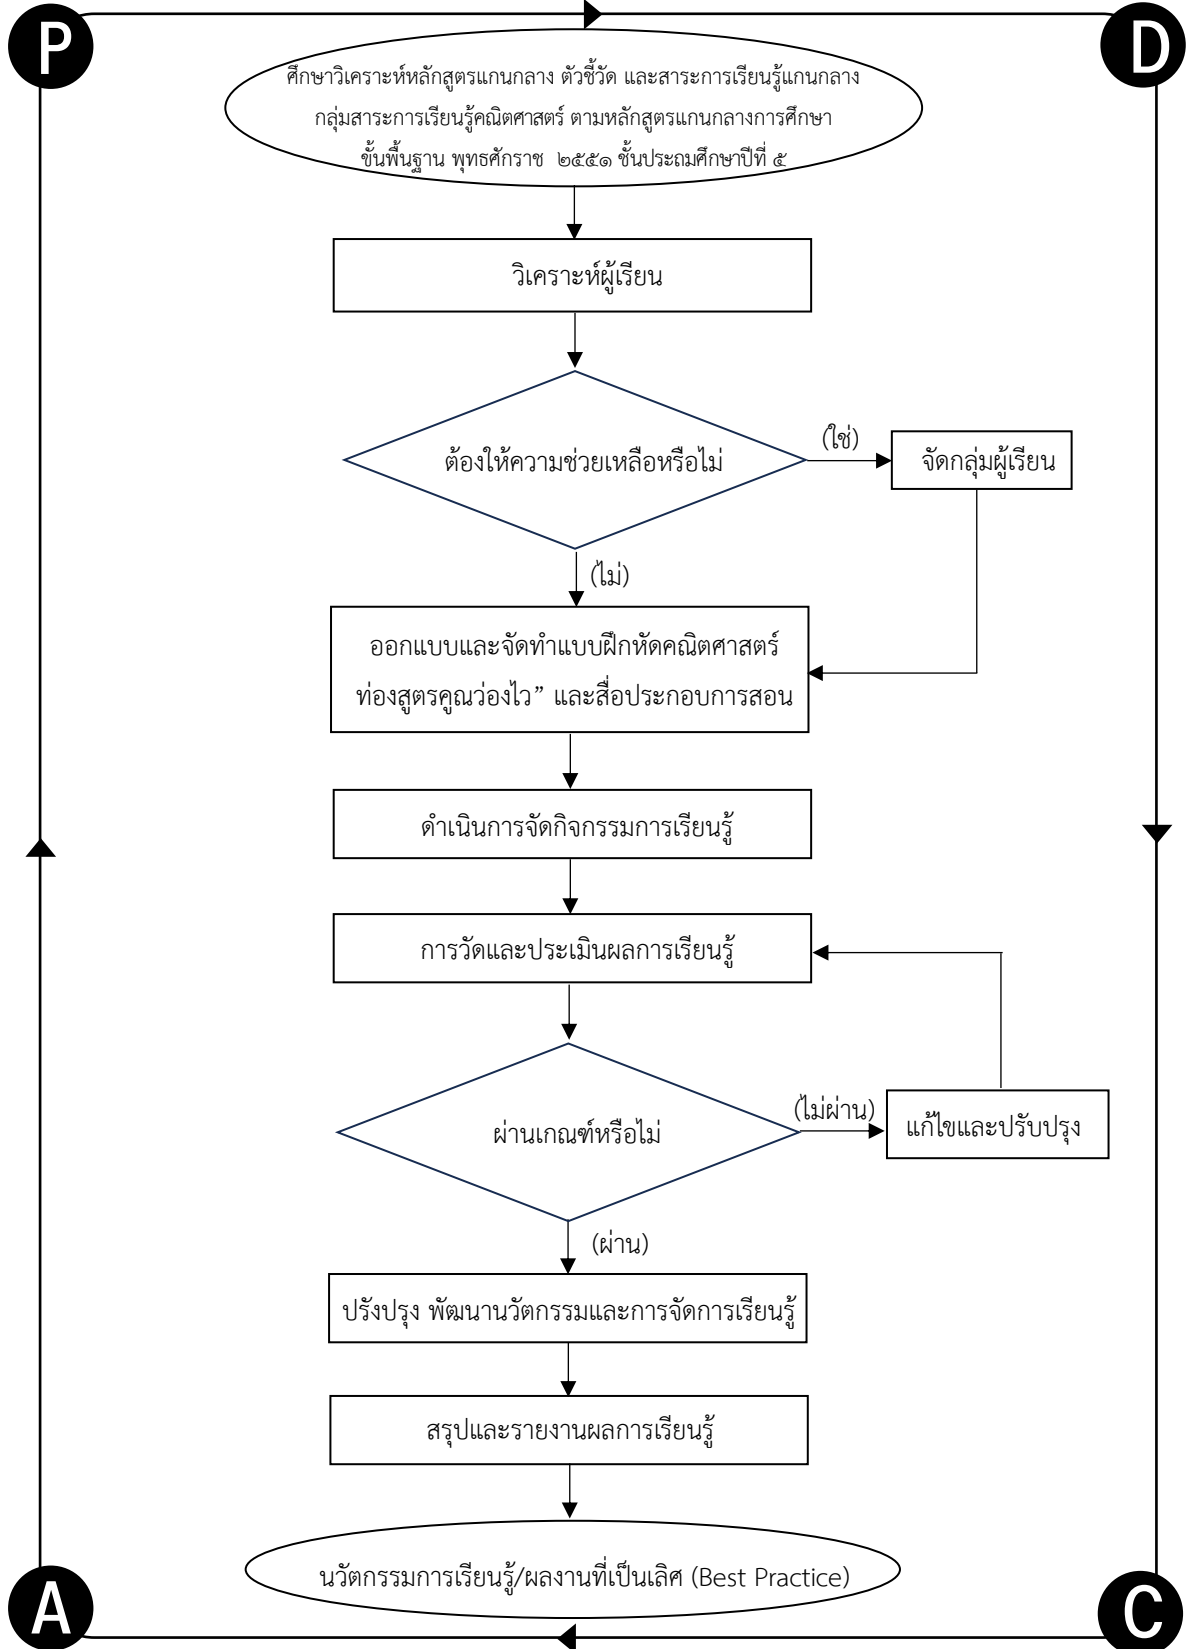 P
D
ศึกษาวิเคราะห์หลักสูตรแกนกลาง ตัวชี้วัด และสาระการเรียนรู้แกนกลาง
กลุ่มสาระการเรียนรู้คณิตศาสตร์ ตามหลักสูตรแกนกลางการศึกษา
ขั้นพื้นฐาน พุทธศักราช ๒๕๕๑ ชั้นประถมศึกษาปีที่ ๕
วิเคราะห์ผู้เรียน
ต้องให้ความช่วยเหลือหรือไม่
(ใช่)
จัดกลุ่มผู้เรียน
(ไม่)
ออกแบบและจัดทำแบบฝึกหัดคณิตศาสตร์
ท่องสูตรคูณว่องไว” และสื่อประกอบการสอน
ดำเนินการจัดกิจกรรมการเรียนรู้
การวัดและประเมินผลการเรียนรู้
ผ่านเกณฑ์หรือไม่
(ไม่ผ่าน)
แก้ไขและปรับปรุง
(ผ่าน)
ปรังปรุง พัฒนานวัตกรรมและการจัดการเรียนรู้
สรุปและรายงานผลการเรียนรู้
นวัตกรรมการเรียนรู้/ผลงานที่เป็นเลิศ (Best Practice)
A
C